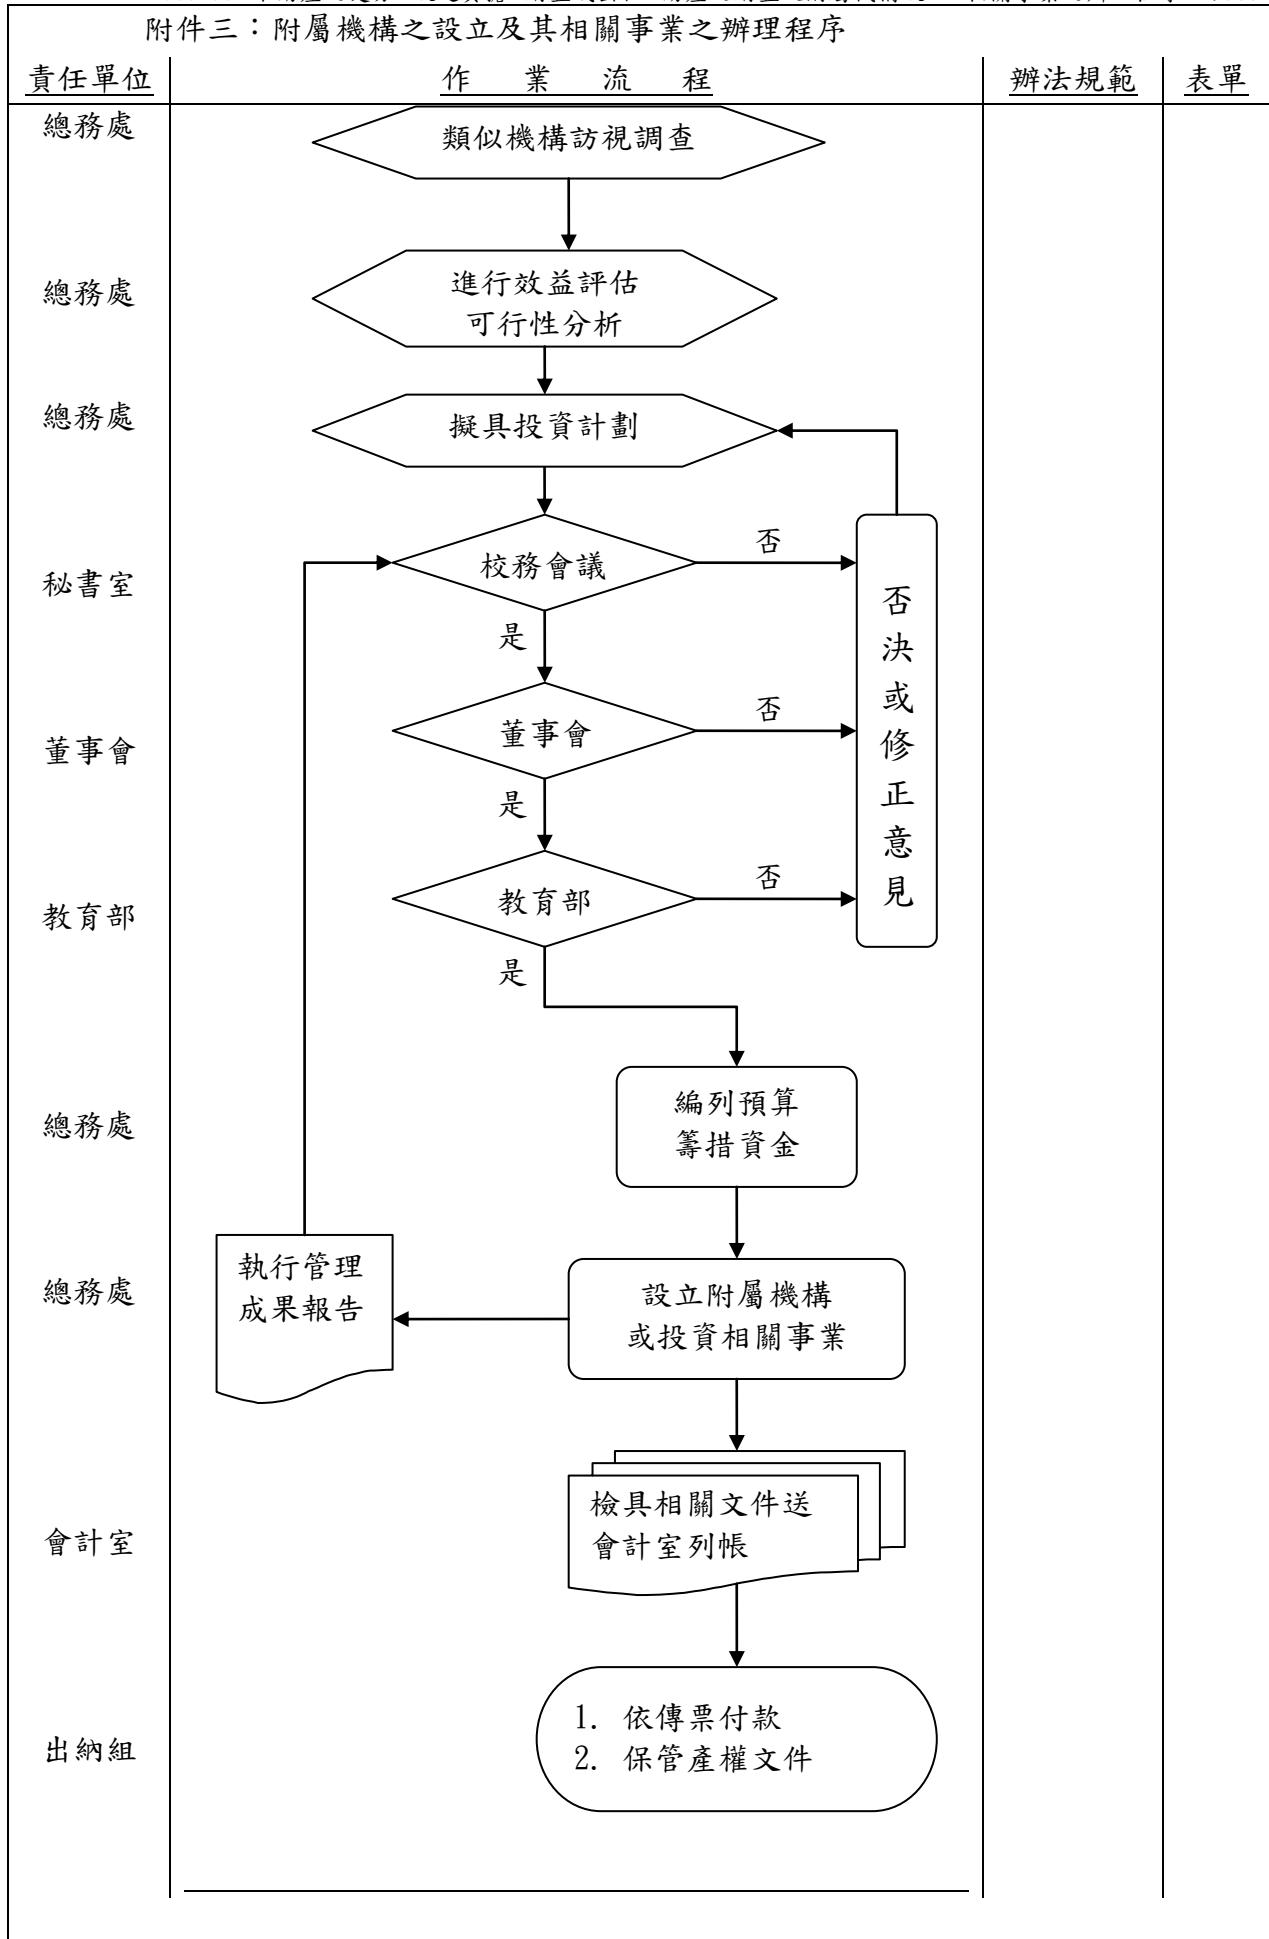 附件三：附屬機構之設立及其相關事業之辦理程序
責任單位 作業流程 辦法規範 表單
總務處 類似機構訪視調查
總務處 進行效益評估
可行性分析
總務處 擬具投資計劃
秘書室 校務會議 否
是
董事會 董事會 否
是
教育部 教育部 否
是
否決或修正意見
總務處 編列預算
籌措資金
總務處 設立附屬機構
或投資相關事業
執行管理
成果報告
會計室 檢具相關文件送
會計室列帳
出納組 1. 依傳票付款
2. 保管產權文件